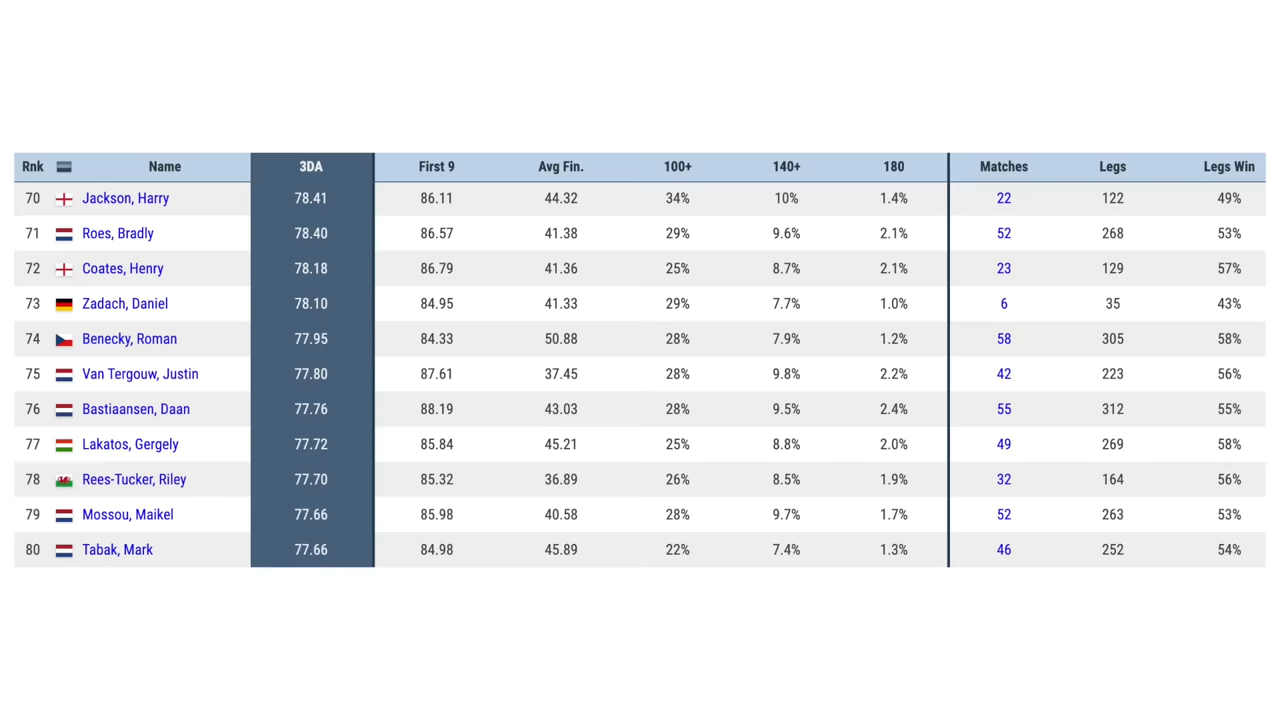 Rnk Name 3DA First 9 Avg Fin. 100+ 140+ 180 Matches Legs Legs Win
70 Jackson, Harry 78.41 86.11 44.32 34% 10% 1.4% 22 122 49%
71 Roes, Bradly 78.40 86.57 41.38 29% 9.6% 2.1% 52 268 53%
72 Coates, Henry 78.18 86.79 41.36 25% 8.7% 2.1% 23 129 57%
73 Zadach, Daniel 78.10 84.95 41.33 29% 7.7% 1.0% 6 35 43%
74 Benecky, Roman 77.95 84.33 50.88 28% 7.9% 1.2% 58 305 58%
75 Van Tergouw, Justin 77.80 87.61 37.45 28% 9.8% 2.2% 42 223 56%
76 Bastiaansen, Daan 77.76 88.19 43.03 28% 9.5% 2.4% 55 312 55%
77 Lakatos, Gergely 77.72 85.84 45.21 25% 8.8% 2.0% 49 269 58%
78 Rees-Tucker, Riley 77.70 85.32 36.89 26% 8.5% 1.9% 32 164 56%
79 Mossou, Maikel 77.66 85.98 40.58 28% 9.7% 1.7% 52 263 53%
80 Tabak, Mark 77.66 84.98 45.89 22% 7.4% 1.3% 46 252 54%